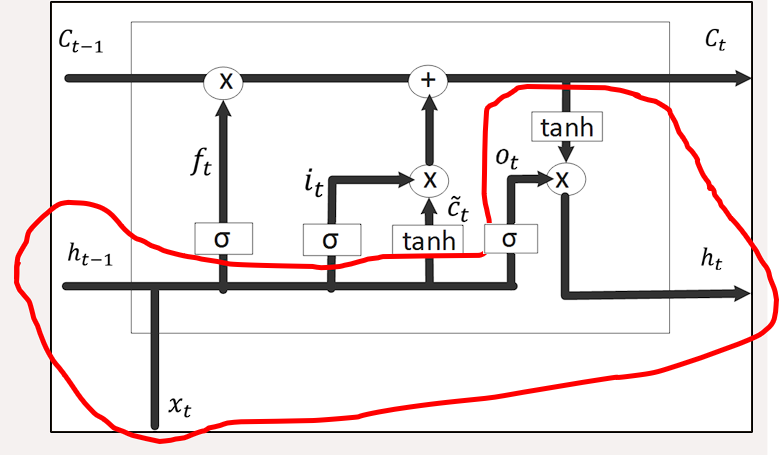 C_{t-1} C_t
x +
tanh
f_t i_t x o_t x
c̃_t
σ σ tanh σ
h_{t-1} h_t
x_t